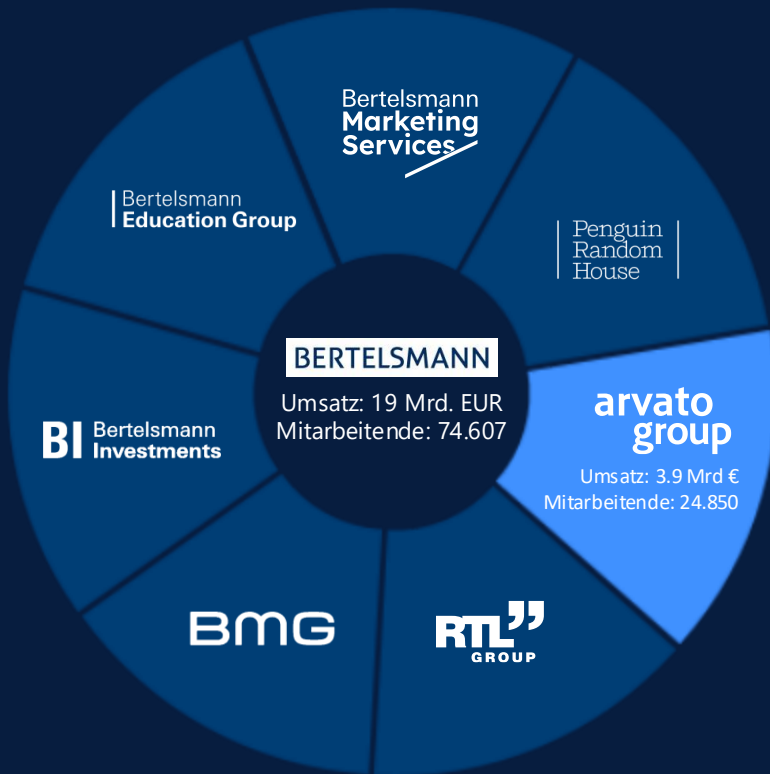 Bertelsmann
Marketing
Services
Bertelsmann
Education Group
Penguin
Random
House
BERTELSMANN
Umsatz: 19 Mrd. EUR
Mitarbeitende: 74.607
arvato
group
Umsatz: 3.9 Mrd €
Mitarbeitende: 24.850
BI Bertelsmann
Investments
BMG
RTL
GROUP